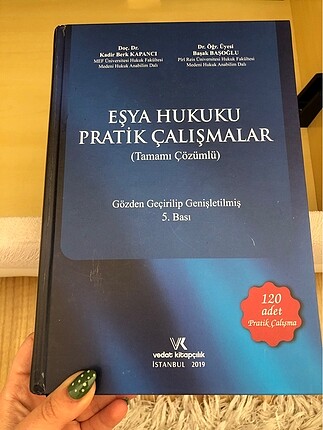 Doç. Dr.
Kadir Berk KAPANCI
MEF Üniversitesi Hukuk Fakültesi
Medeni Hukuk Anabilim Dalı
Dr. Öğr. Üyesi
Başak BAŞOĞLU
Pîrî Reis Üniversitesi Hukuk Fakültesi
Medeni Hukuk Anabilim Dalı
EŞYA HUKUKU
PRATİK ÇALIŞMALAR
(Tamamı Çözümlü)
Gözden Geçirilip Genişletilmiş
5. Bası
120
adet
Pratik Çalışma
vedat kitapçılık
İSTANBUL 2019